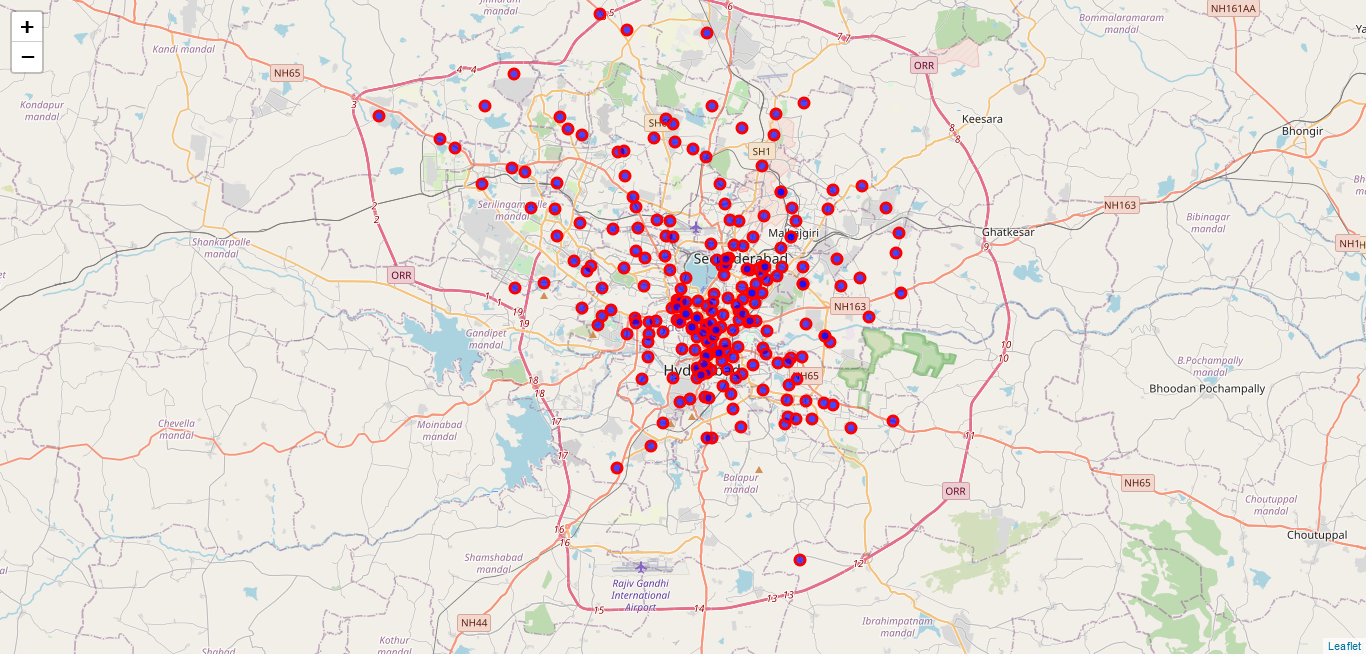 +
−
Jinnaram
mandal
5
6
NH161AA
Bommalaramaram
mandal
Kandi mandal
7
7
4
4
NH65
ORR
Kondapur
mandal
3
Keesara
8
8
Bhongir
SH1
NH163
2
2
Serilingampally
mandal
Bibinagar
mandal
Malkajgiri
Ghatkesar
Shankarpalle
mandal
9
Secunderabad
ORR
1
1
19
19
NH163
Gandipet
mandal
10
10
B.Pochampally
mandal
Hyderabad
NH65
18
18
Bhoodan Pochampally
Chevella
mandal
Moinabad
mandal
17
17
11
Balapur
mandal
ORR
NH65
Choutuppal
mandal
16
16
Choutuppal
Shamshabad
mandal
12
Rajiv Gandhi
International
Airport
13
13
14
15
NH44
Ibrahimpatnam
mandal
Kothur
mandal
Shabad
Leaflet